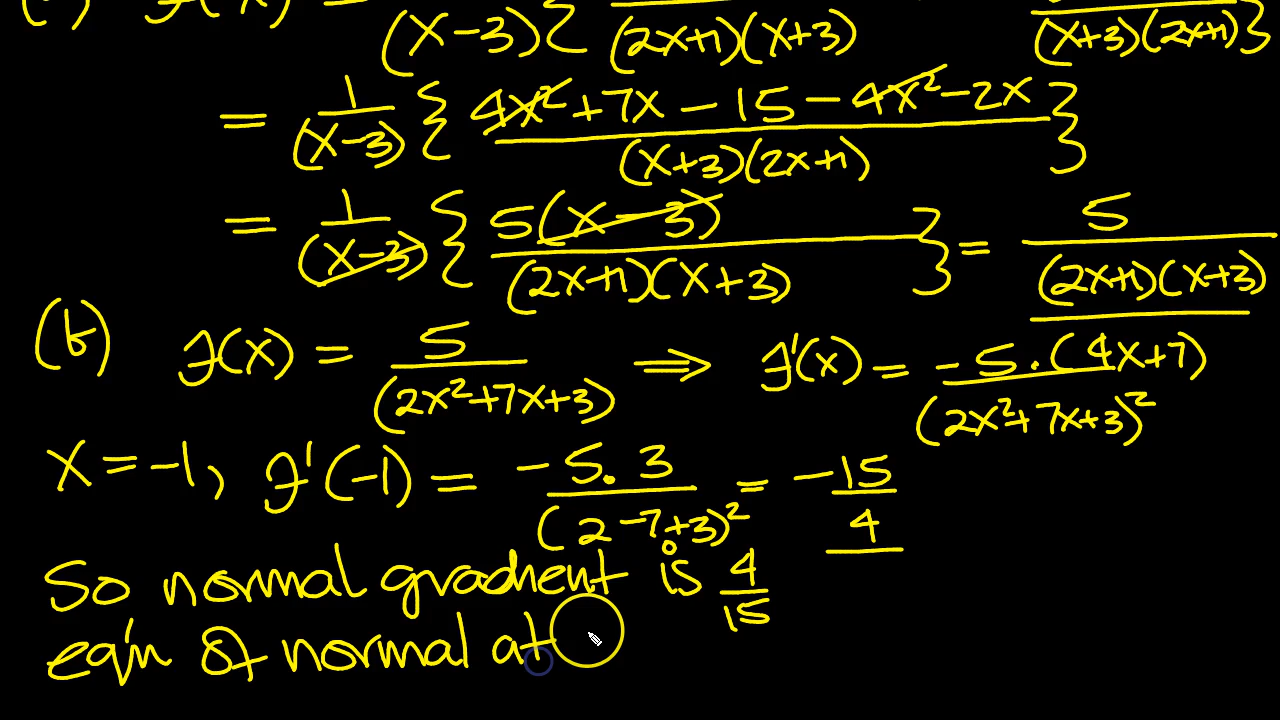 (X-3){ (2X+1)(X+3) (X+3)(2X+1)}
= 1/(X-3) { 4X²+7X-15-4X²-2X / (X+3)(2X+1) }
= 1/(X-3) { 5(X-3) / (2X+1)(X+3) } = 5/(2X+1)(X+3)
(b) f(X) = 5/(2X²+7X+3) ⟹ f'(X) = -5.(4X+7)/(2X²+7X+3)²
X=-1, f'(-1) = -5.3/(2-7+3)² = -15/4
So normal gradient is 4/15
eq'n of normal at